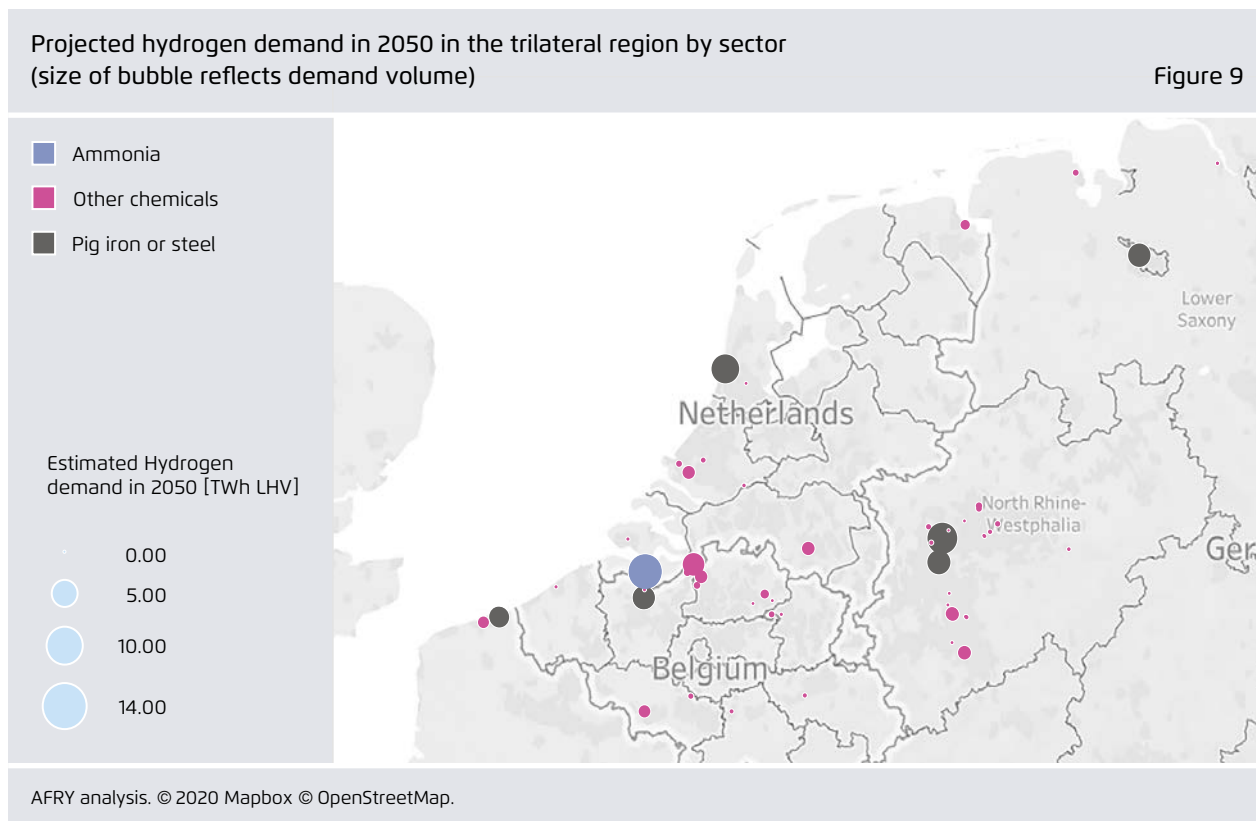 Projected hydrogen demand in 2050 in the trilateral region by sector
(size of bubble reflects demand volume)
Figure 9
Ammonia
Other chemicals
Pig iron or steel
Estimated Hydrogen
demand in 2050 [TWh LHV]
0.00
5.00
10.00
14.00
Lower
Saxony
Netherlands
North Rhine-
Westphalia
Ger
Belgium
AFRY analysis. © 2020 Mapbox © OpenStreetMap.